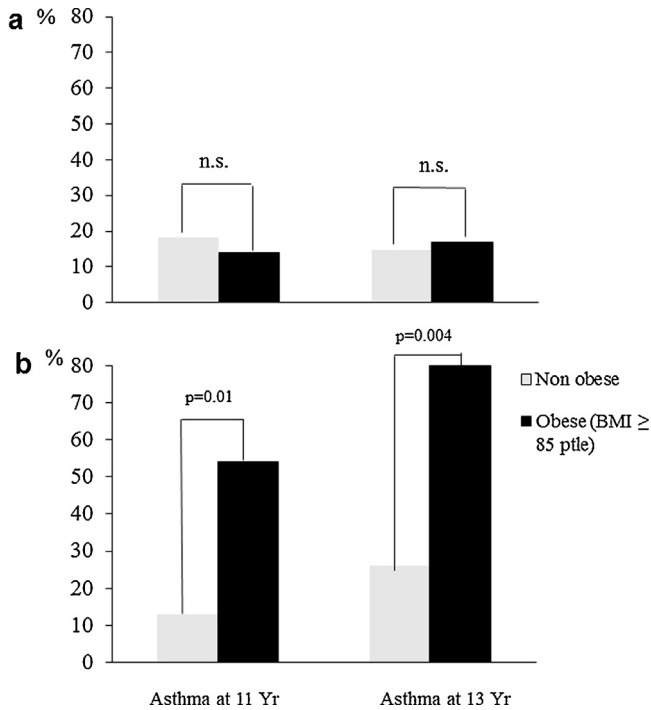 a
%
80
70
60
50
40
30
20
10
0
n.s.
n.s.
b
%
80
70
60
50
40
30
20
10
0
p=0.01
p=0.004
Non obese
Obese (BMI ≥
85 ptle)
Asthma at 11 Yr
Asthma at 13 Yr